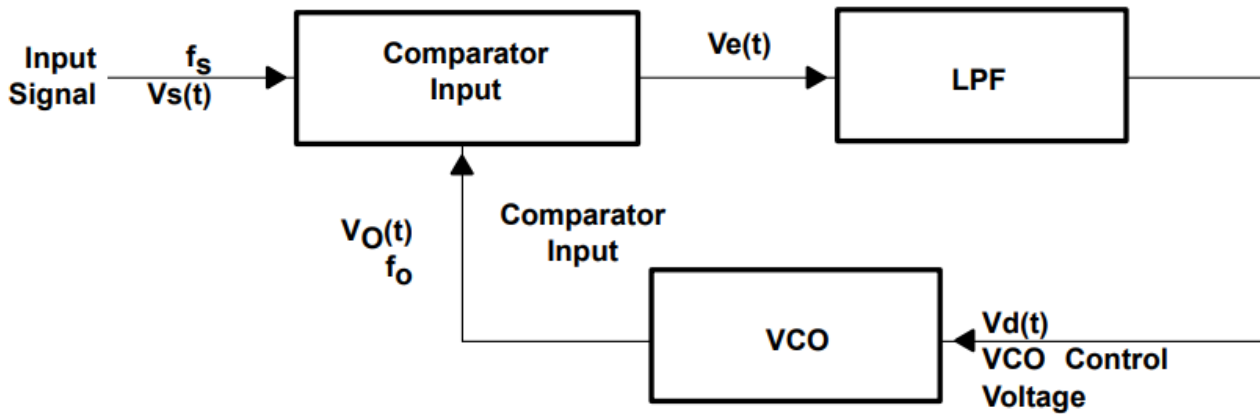 Input
Signal
fs
Vs(t)
Comparator
Input
Ve(t)
LPF
VO(t)
fo
Comparator
Input
VCO
Vd(t)
VCO Control
Voltage